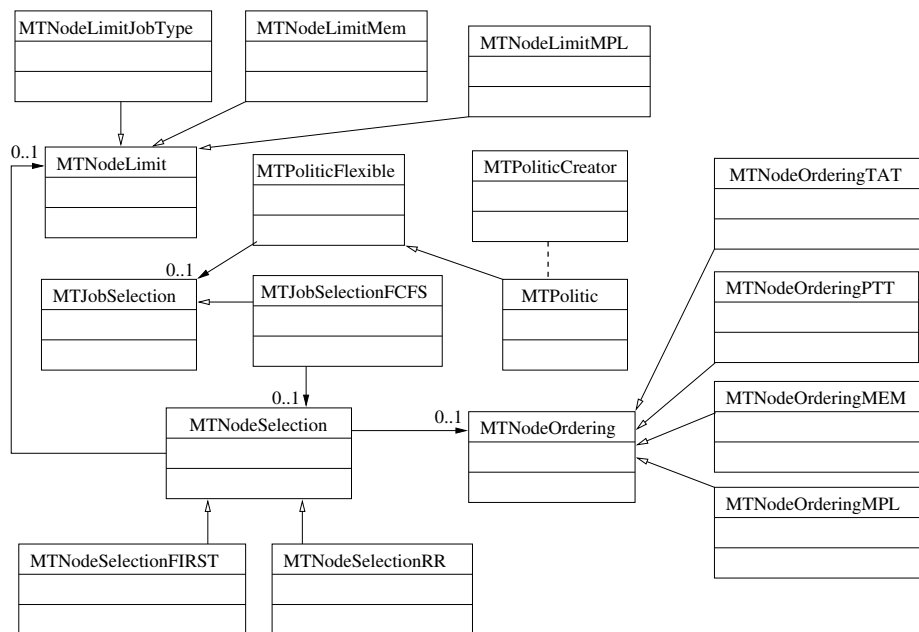 MTNodeLimitJobType
MTNodeLimitMem
MTNodeLimitMPL
0..1
MTNodeLimit
MTPoliticFlexible
MTPoliticCreator
MTNodeOrderingTAT
0..1
MTJobSelection
MTJobSelectionFCFS
MTPolitic
MTNodeOrderingPTT
0..1
MTNodeSelection
0..1
MTNodeOrdering
MTNodeOrderingMEM
MTNodeOrderingMPL
MTNodeSelectionFIRST
MTNodeSelectionRR